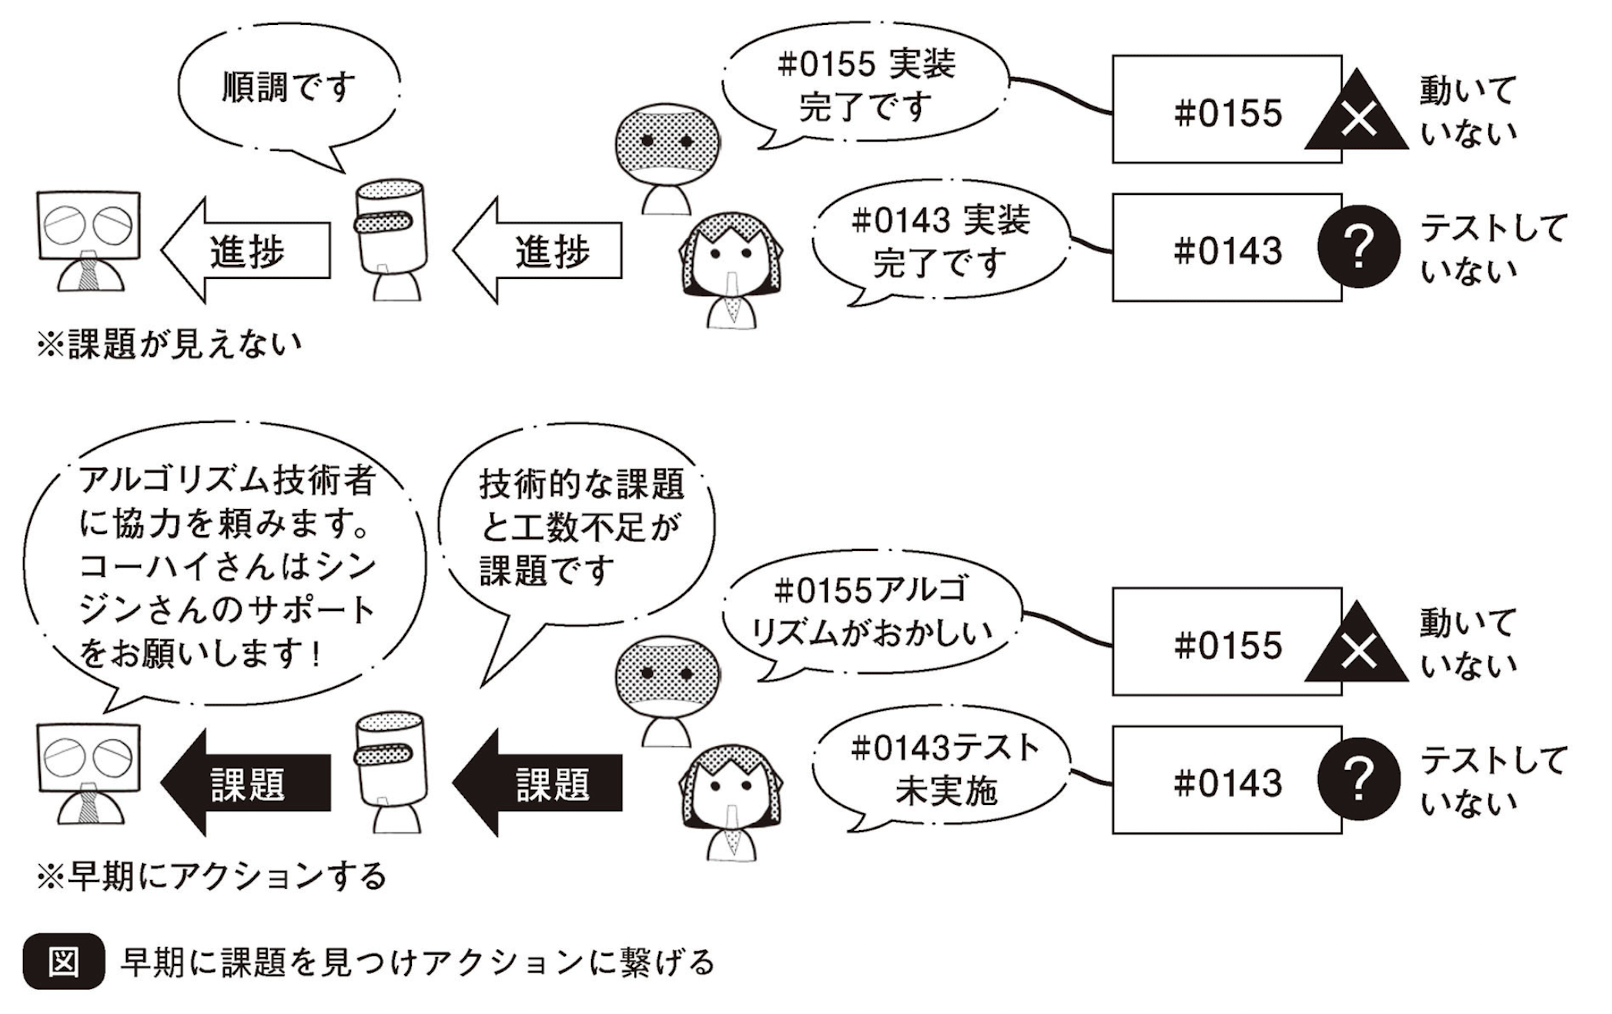 順調です
#0155 実装
完了です
#0155
動いて
いない
進捗
進捗
#0143 実装
完了です
#0143
?
テストして
いない
※課題が見えない
アルゴリズム技術者
に協力を頼みます。
コーハイさんはシン
ジンさんのサポート
をお願いします!
技術的な課題
と工数不足が
課題です
#0155アルゴ
リズムがおかしい
#0155
動いて
いない
課題
課題
#0143テスト
未実施
#0143
?
テストして
いない
※早期にアクションする
図 早期に課題を見つけアクションに繋げる